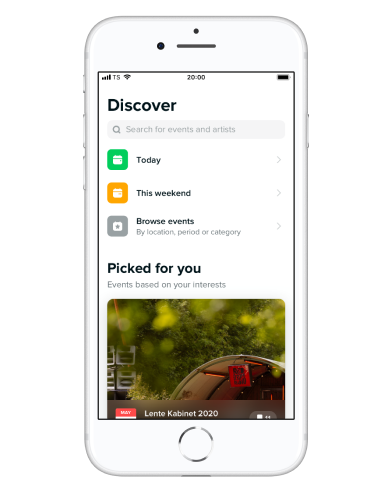 TS 20:00
Discover
Search for events and artists
Today
This weekend
Browse events
By location, period or category
Picked for you
Events based on your interests
MAY
Lente Kabinet 2020